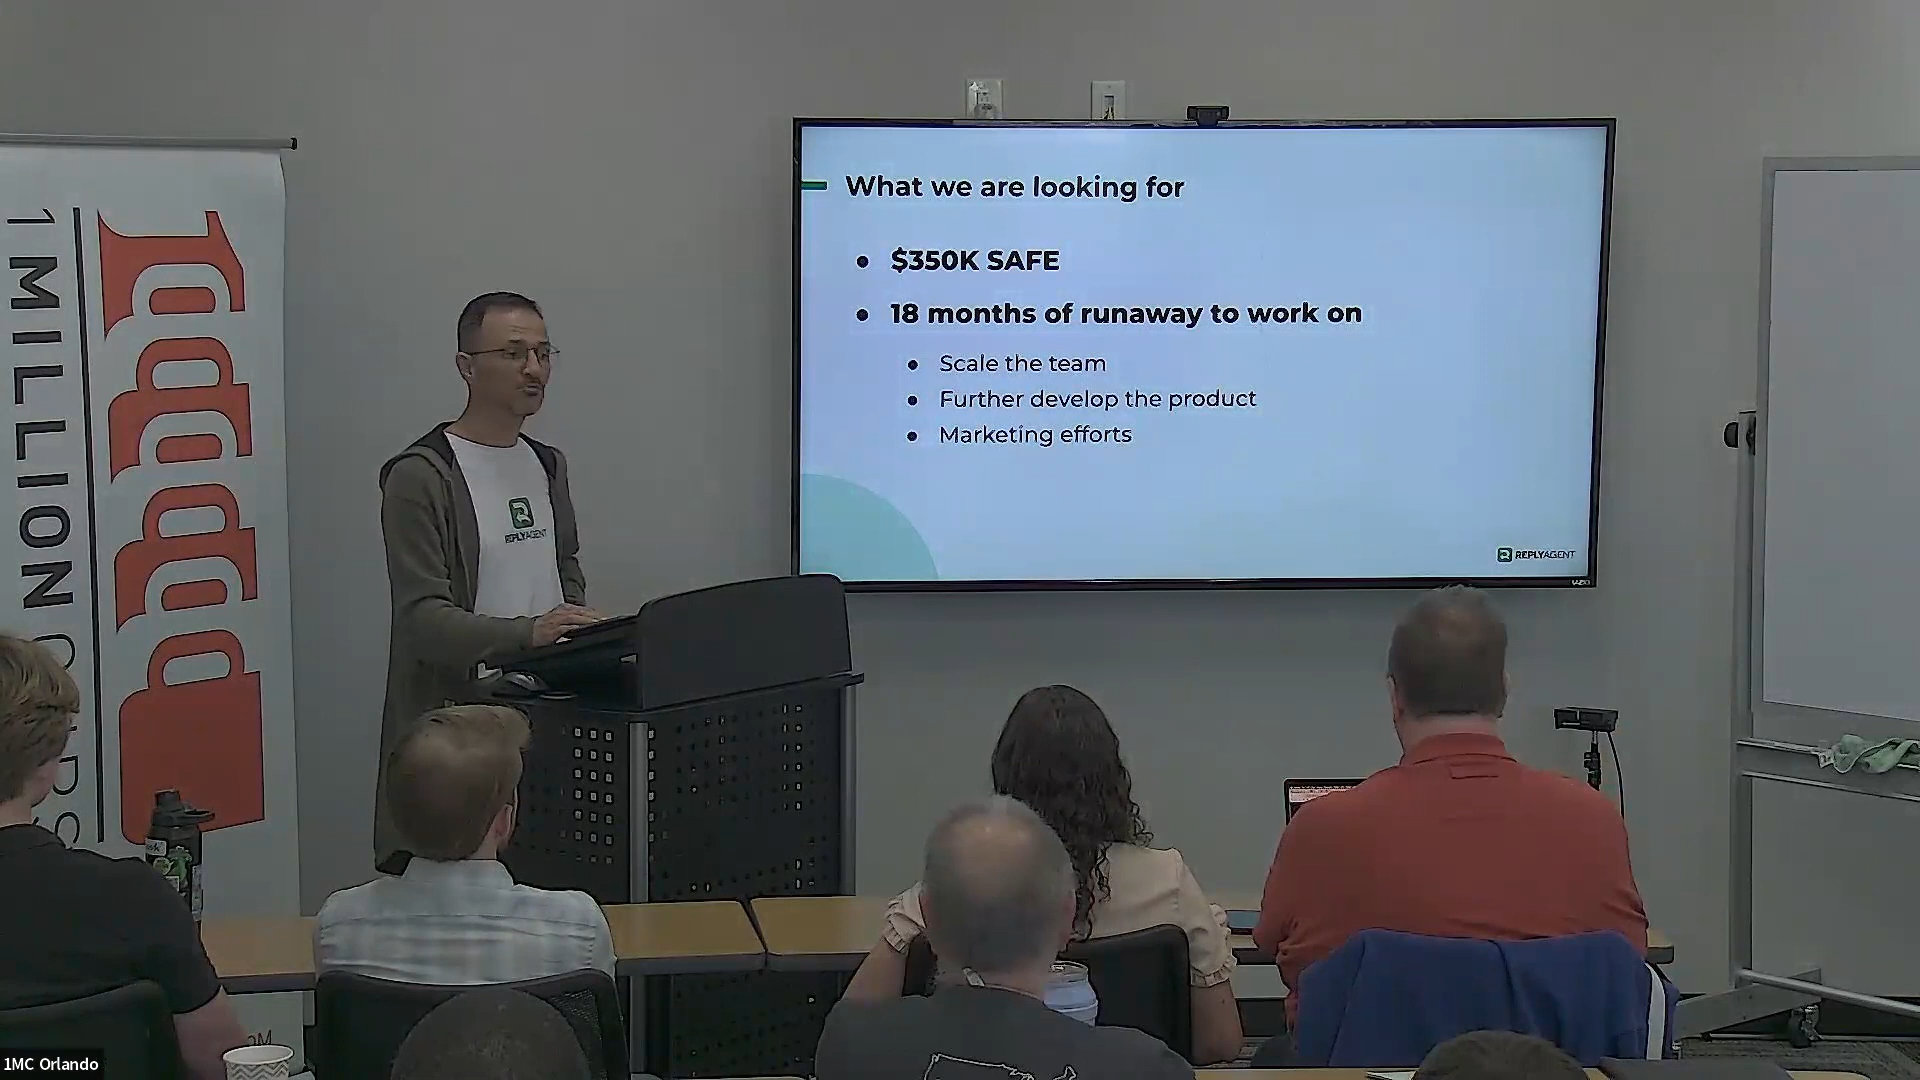 What we are looking for
$350K SAFE
18 months of runaway to work on
Scale the team
Further develop the product
Marketing efforts
REPLYAGENT
REPLYAGENT
1 MILLION CUPS
1MC Orlando